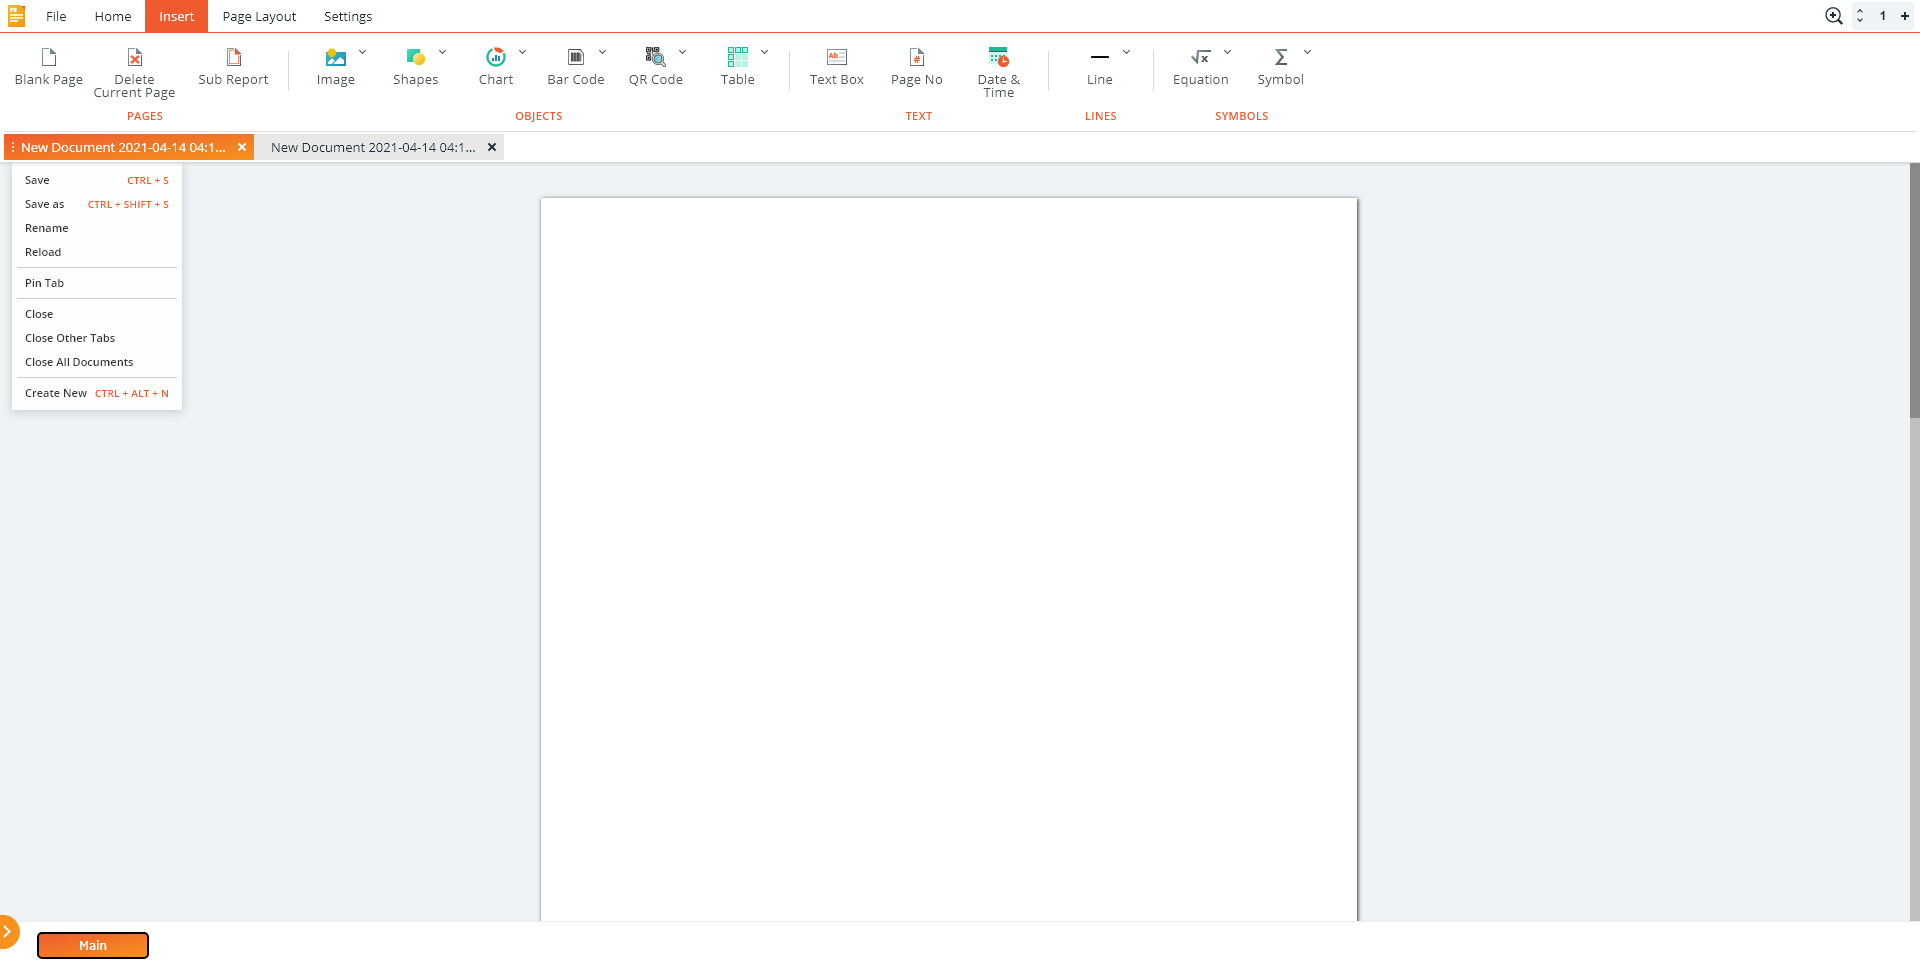 File Home Insert Page Layout Settings 1
Blank Page Delete Current Page Sub Report Image Shapes Chart Bar Code QR Code Table Text Box Page No Date & Time Line Equation Symbol
PAGES OBJECTS TEXT LINES SYMBOLS
New Document 2021-04-14 04:1... New Document 2021-04-14 04:1...
Save CTRL + S
Save as CTRL + SHIFT + S
Rename
Reload
Pin Tab
Close
Close Other Tabs
Close All Documents
Create New CTRL + ALT + N
Main